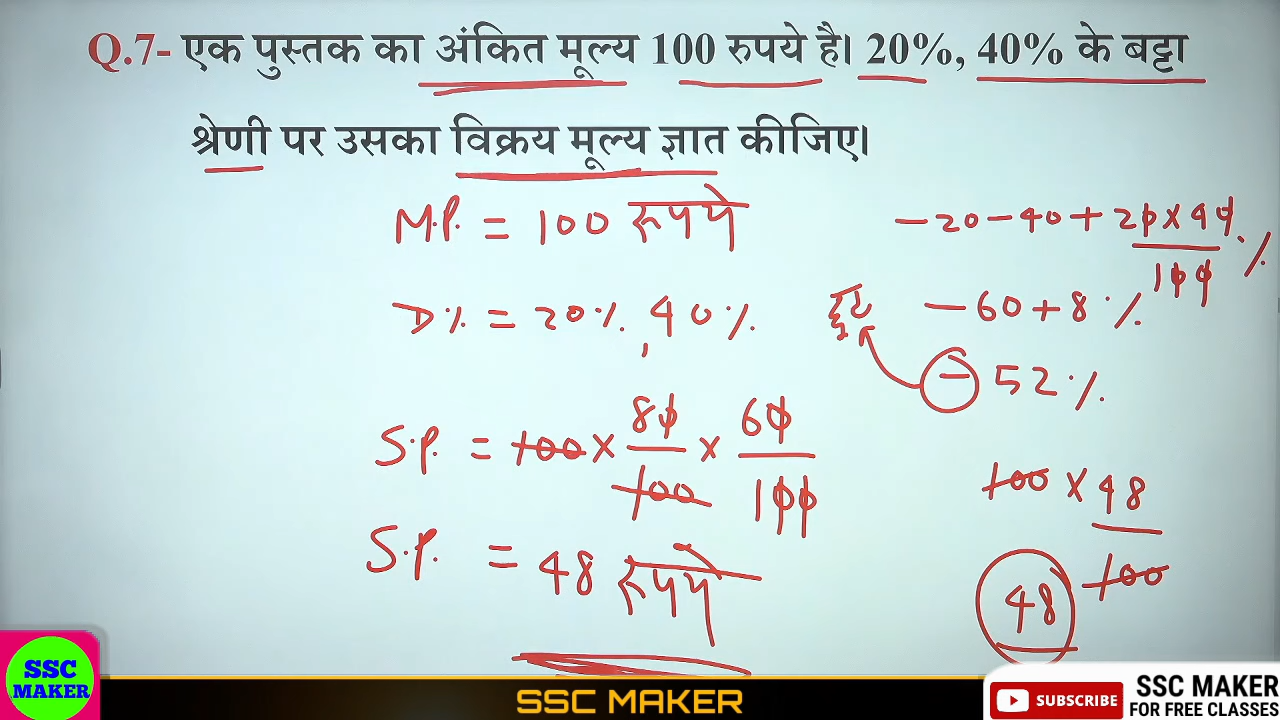 Q.7- एक पुस्तक का अंकित मूल्य 100 रुपये है। 20%, 40% के बट्टा
श्रेणी पर उसका विक्रय मूल्य ज्ञात कीजिए।
M.P. = 100 रूपये
D% = 20%, 40%
S.P. = 100 × 80/100 × 60/100
S.P. = 48 रूपये
-20-40+ 20×40/100 %
-60+8%
छूट
-52%
100 × 48/100
48
SSC
MAKER
SSC MAKER
SUBSCRIBE
SSC MAKER
FOR FREE CLASSES